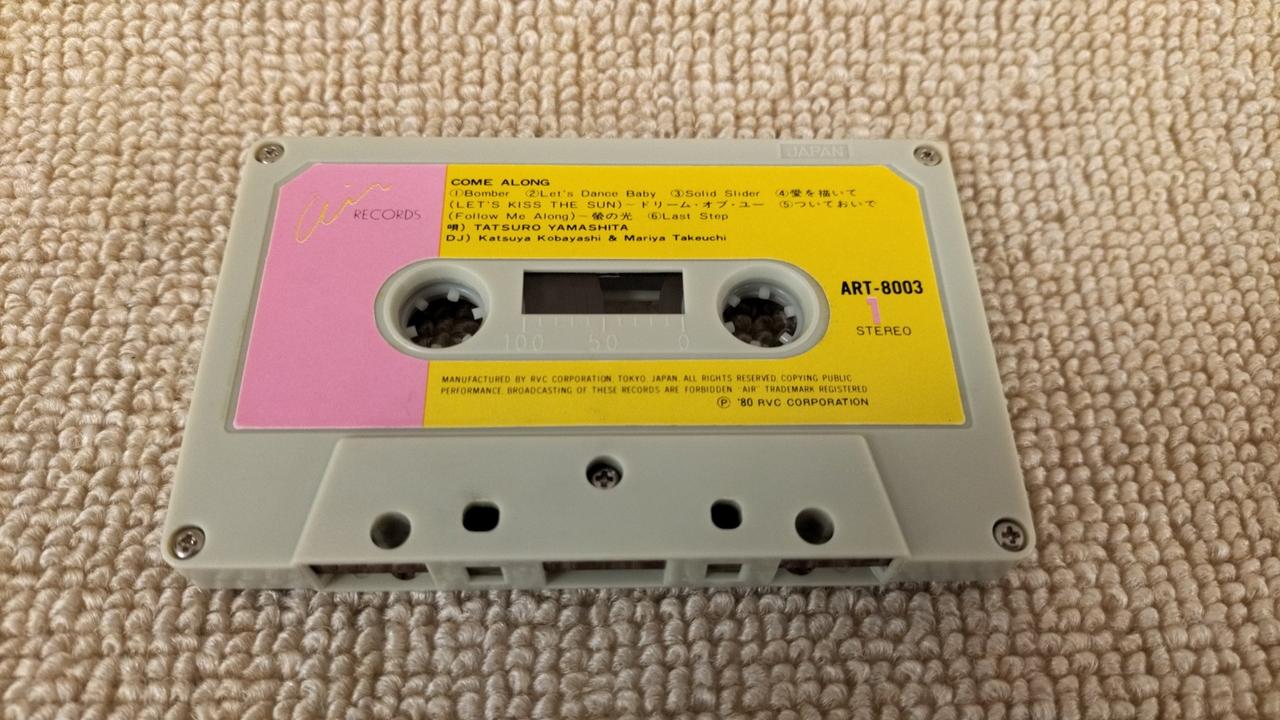 JAPAN
Air RECORDS
COME ALONG
①Bomber ②Let's Dance Baby ③Solid Slider ④愛を描いて
(LET'S KISS THE SUN)~ドリーム・オブ・ユー ⑤ついておいで
(Follow Me Along)~螢の光 ⑥Last Step
唄) TATSURO YAMASHITA
DJ) Katsuya Kobayashi & Mariya Takeuchi
ART-8003
1
STEREO
100 50 0
MANUFACTURED BY RVC CORPORATION, TOKYO, JAPAN. ALL RIGHTS RESERVED. COPYING PUBLIC
PERFORMANCE. BROADCASTING OF THESE RECORDS ARE FORBIDDEN "AIR" TRADEMARK REGISTERED
Ⓟ '80 RVC CORPORATION